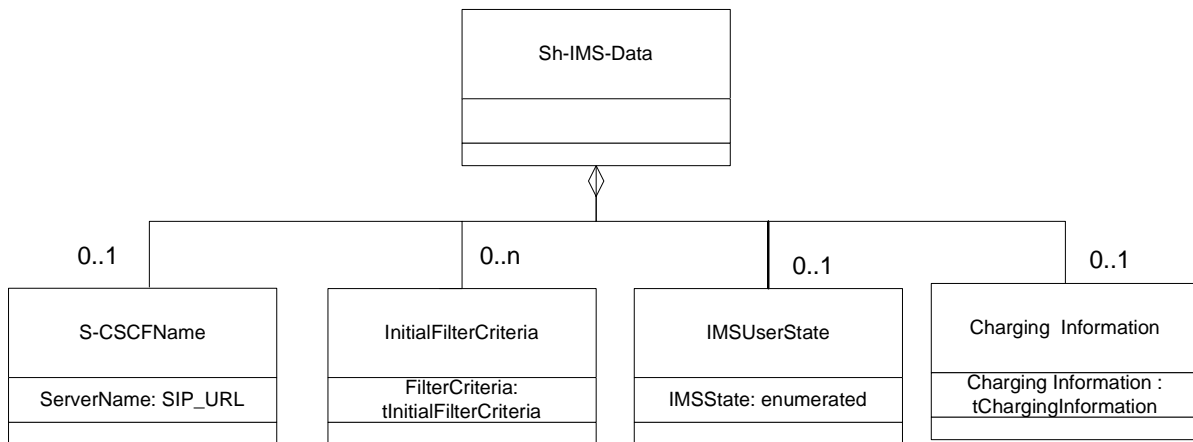 Sh-IMS-Data
0..1
0..n
0..1
0..1
S-CSCFName
ServerName: SIP_URL
InitialFilterCriteria
FilterCriteria:
tInitialFilterCriteria
IMSUserState
IMSState: enumerated
Charging Information
Charging Information :
tChargingInformation